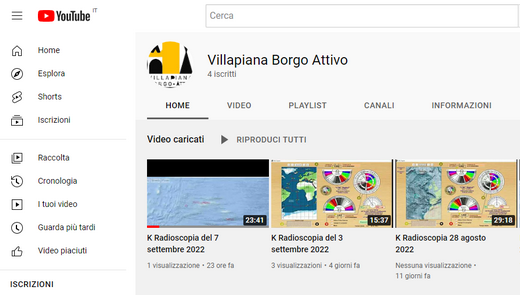 YouTube IT
Cerca
Home
Esplora
Shorts
Iscrizioni
Raccolta
Cronologia
I tuoi video
Guarda più tardi
Video piaciuti
ISCRIZIONI
VILLAPIANA
Villapiana Borgo Attivo
4 iscritti
HOME VIDEO PLAYLIST CANALI INFORMAZIONI
Video caricati RIPRODUCI TUTTI
23:41 15:37 29:18
K Radioscopia del 7
settembre 2022
1 visualizzazione • 23 ore fa
K Radioscopia del 3
settembre 2022
3 visualizzazioni • 4 giorni fa
K Radioscopia 28 agosto
2022
Nessuna visualizzazione •
11 giorni fa